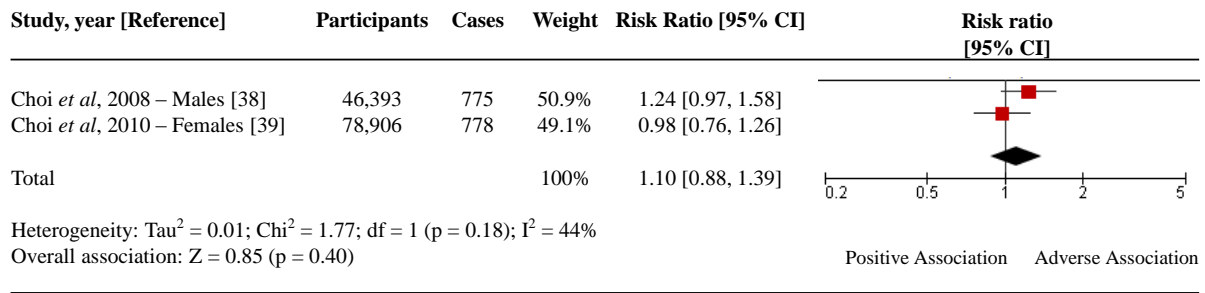 Study, year [Reference] Participants Cases Weight Risk Ratio [95% CI] Risk ratio
[95% CI]
Choi et al, 2008 – Males [38] 46,393 775 50.9% 1.24 [0.97, 1.58]
Choi et al, 2010 – Females [39] 78,906 778 49.1% 0.98 [0.76, 1.26]
Total 100% 1.10 [0.88, 1.39]
0.2 0.5 1 2 5
Heterogeneity: Tau² = 0.01; Chi² = 1.77; df = 1 (p = 0.18); I² = 44%
Overall association: Z = 0.85 (p = 0.40) Positive Association Adverse Association